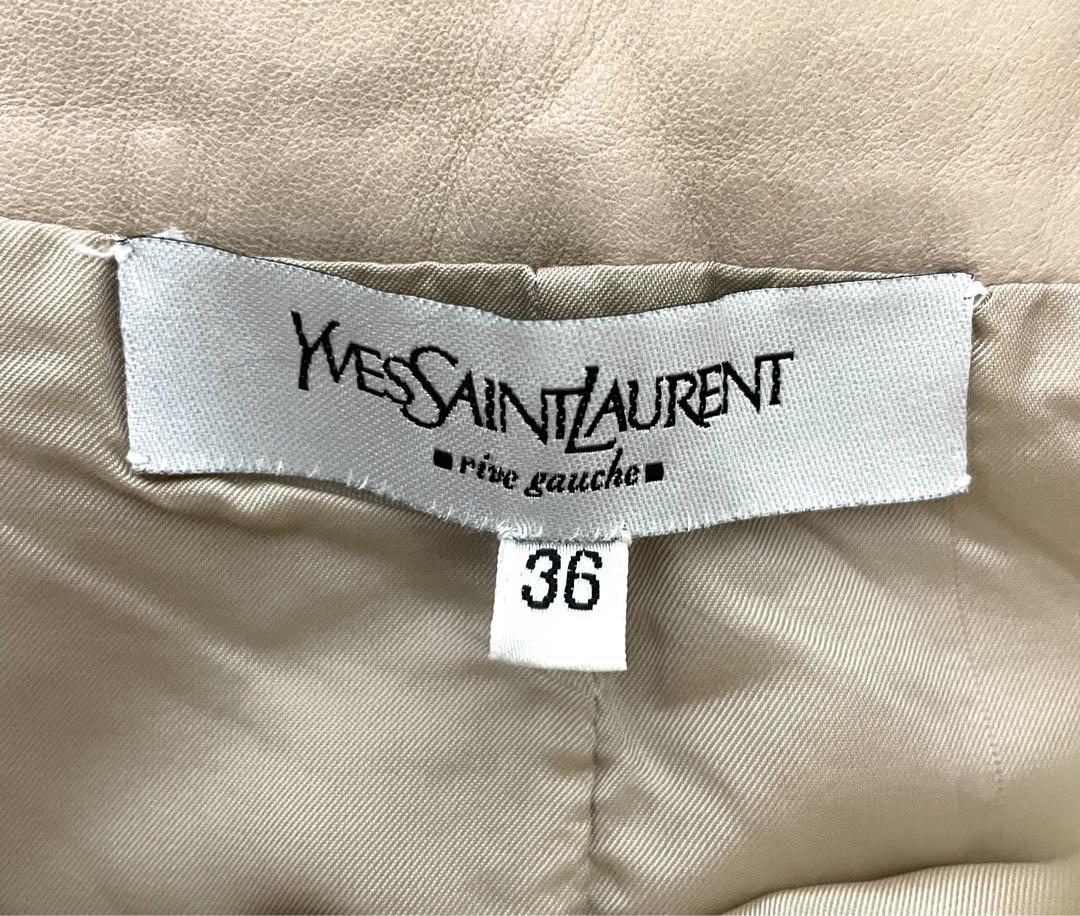 YVESSAINTLAURENT
▪rive gauche▪
36